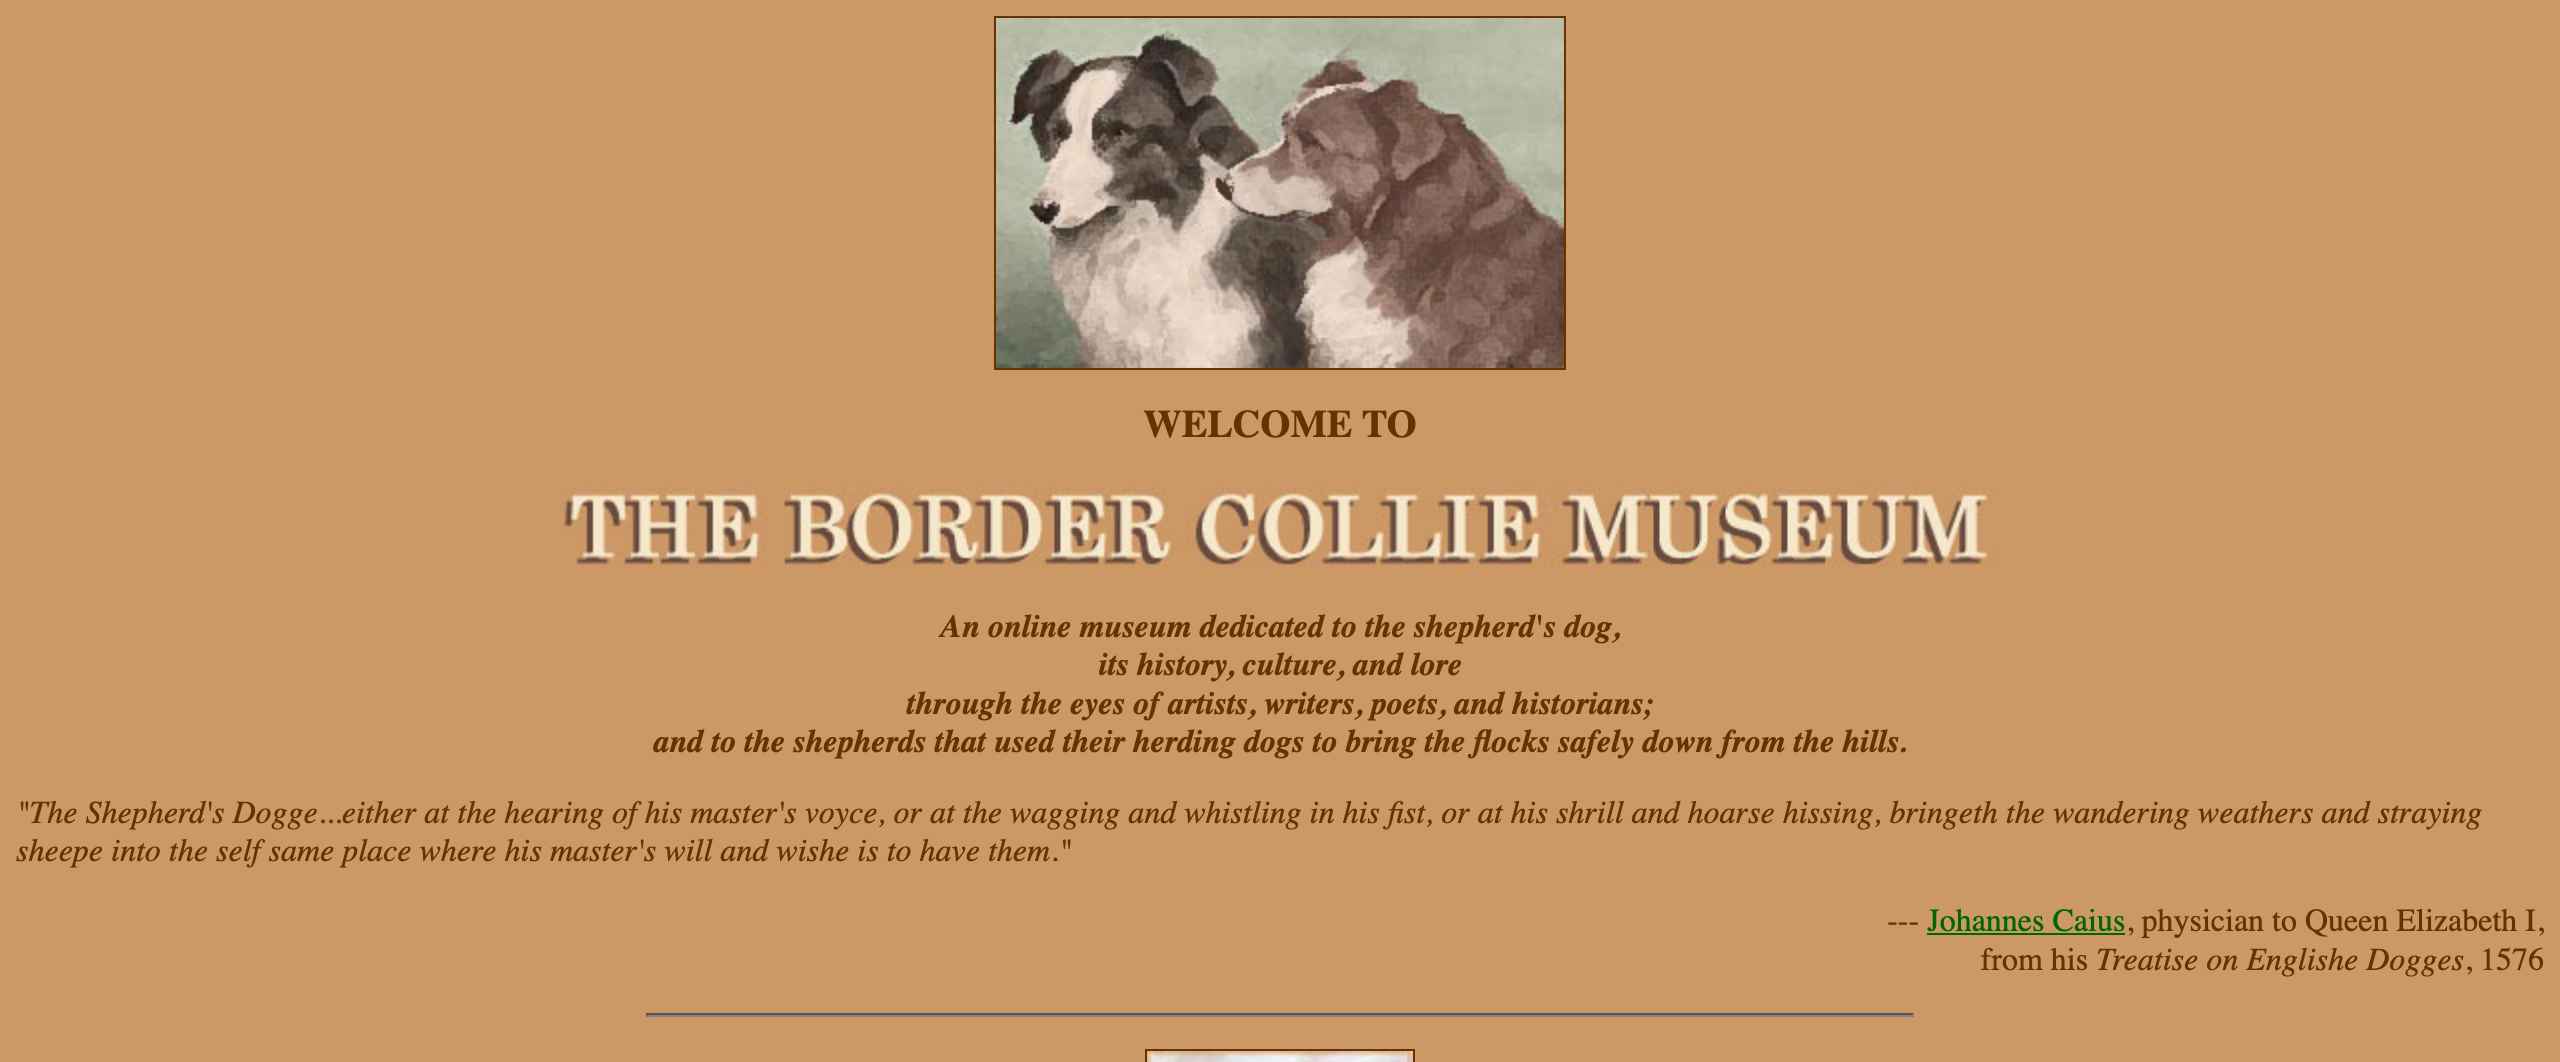 WELCOME TO
THE BORDER COLLIE MUSEUM
An online museum dedicated to the shepherd's dog,
its history, culture, and lore
through the eyes of artists, writers, poets, and historians;
and to the shepherds that used their herding dogs to bring the flocks safely down from the hills.
"The Shepherd's Dogge...either at the hearing of his master's voyce, or at the wagging and whistling in his fist, or at his shrill and hoarse hissing, bringeth the wandering weathers and straying
sheepe into the self same place where his master's will and wishe is to have them."
--- Johannes Caius, physician to Queen Elizabeth I,
from his Treatise on Englishe Dogges, 1576